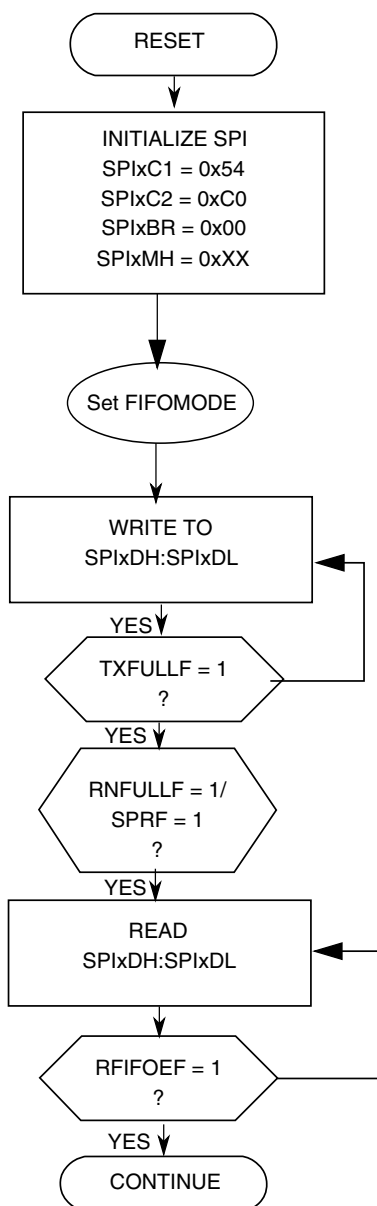 RESET
INITIALIZE SPI
SPIxC1 = 0x54
SPIxC2 = 0xC0
SPIxBR = 0x00
SPIxMH = 0xXX
Set FIFOMODE
WRITE TO
SPIxDH:SPIxDL
YES
TXFULLF = 1
?
YES
RNFULLF = 1/
SPRF = 1
?
YES
READ
SPIxDH:SPIxDL
RFIFOEF = 1
?
YES
CONTINUE